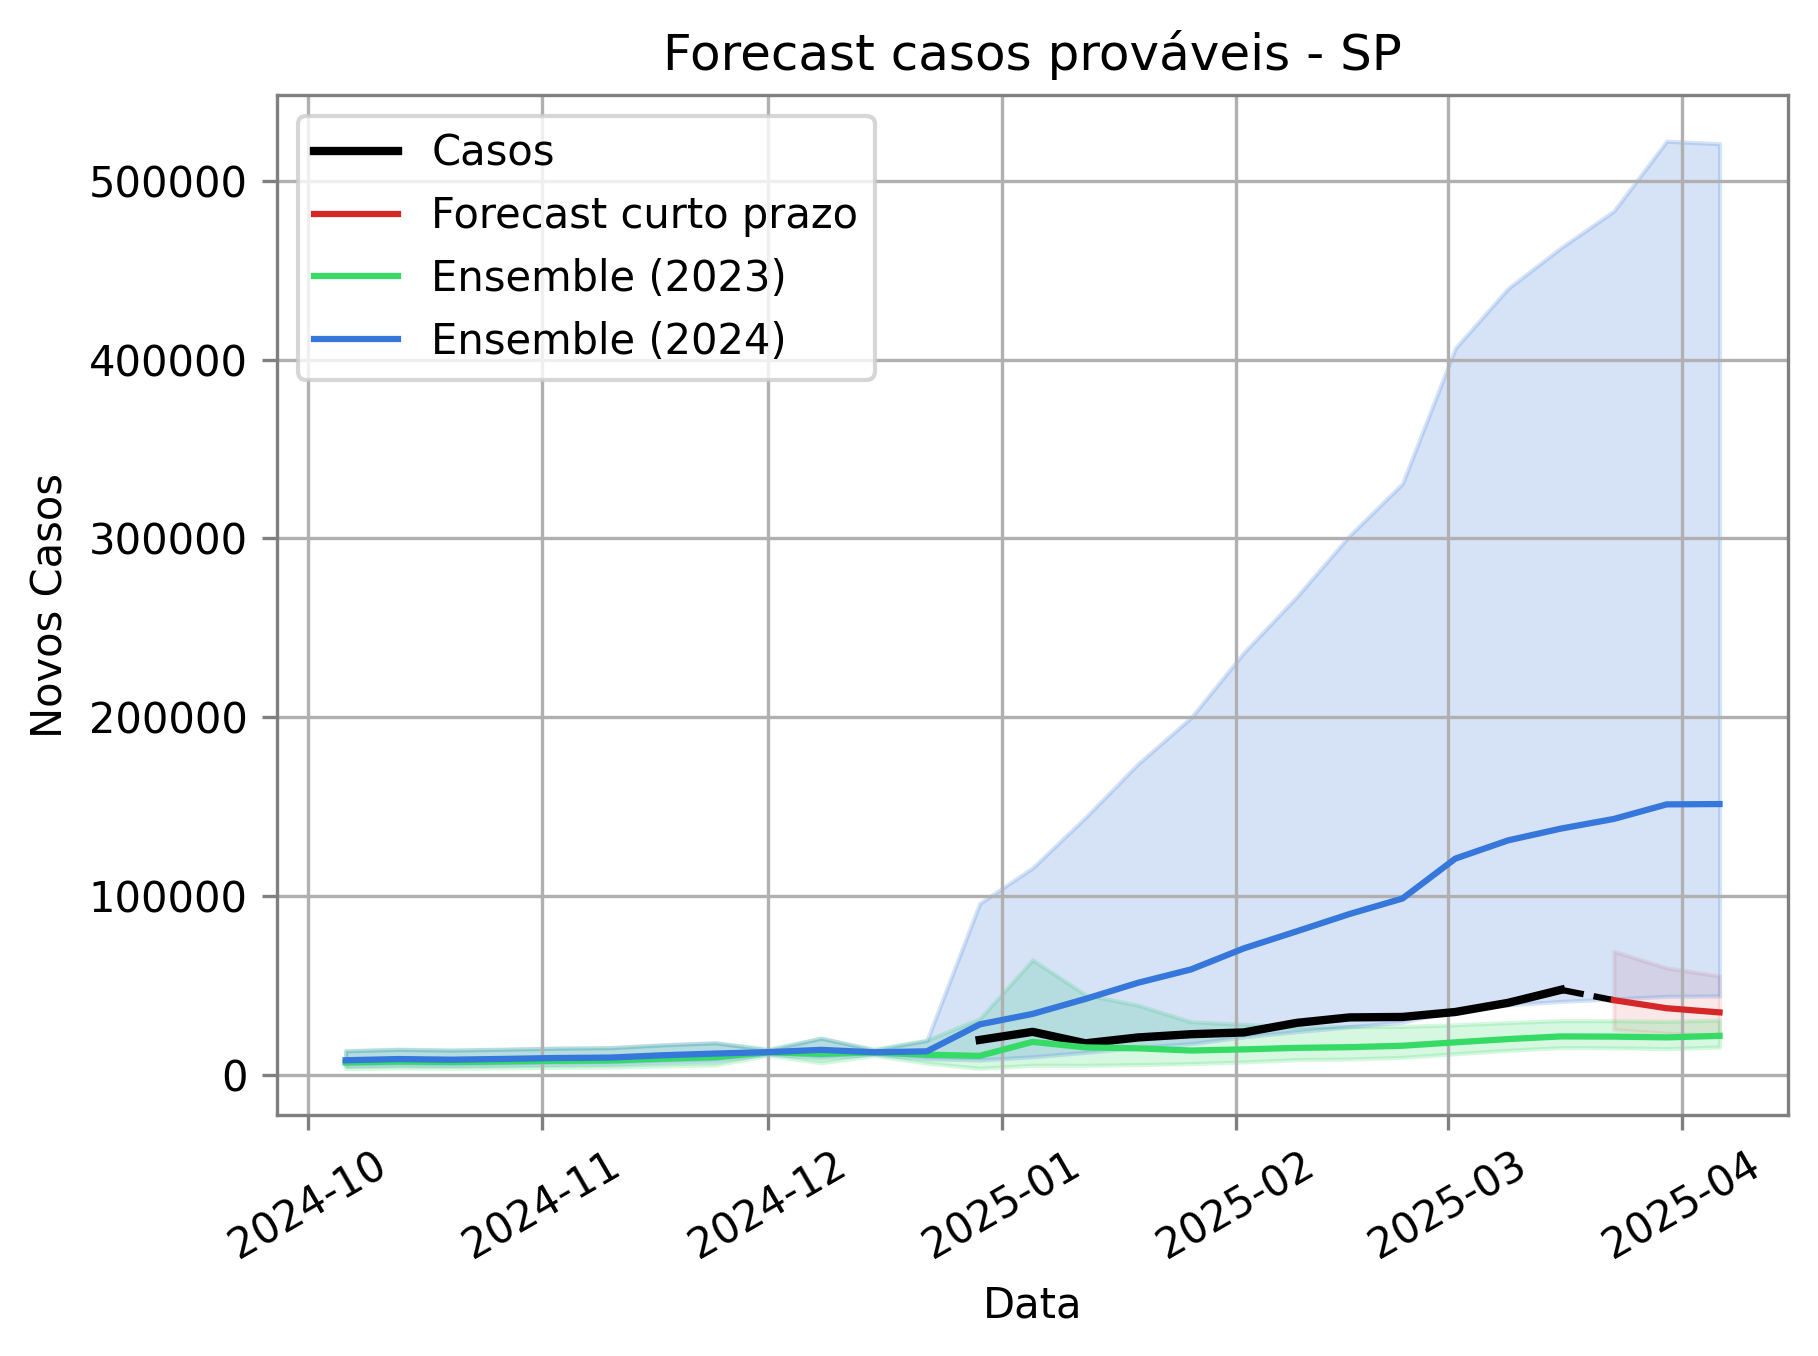 Forecast casos prováveis - SP
Casos
Forecast curto prazo
Ensemble (2023)
Ensemble (2024)
Novos Casos
500000
400000
300000
200000
100000
0
2024-10
2024-11
2024-12
2025-01
2025-02
2025-03
2025-04
Data